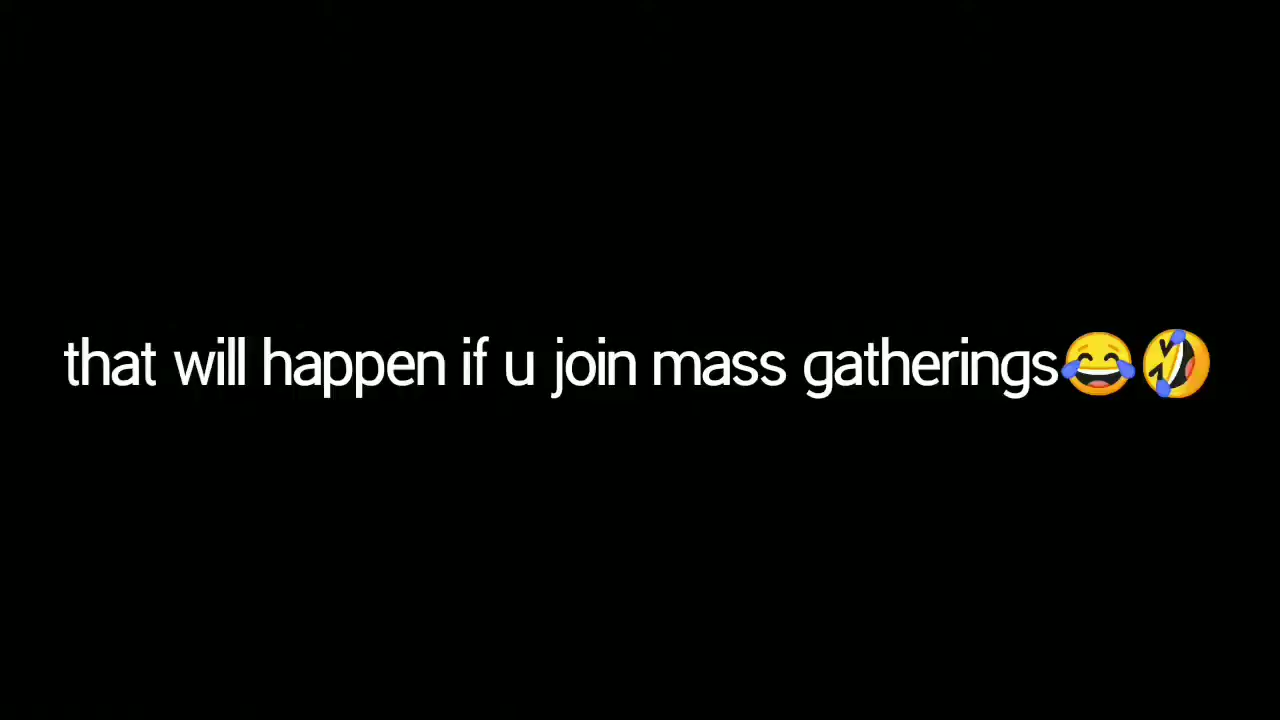 that will happen if u join mass gatherings😂🤣